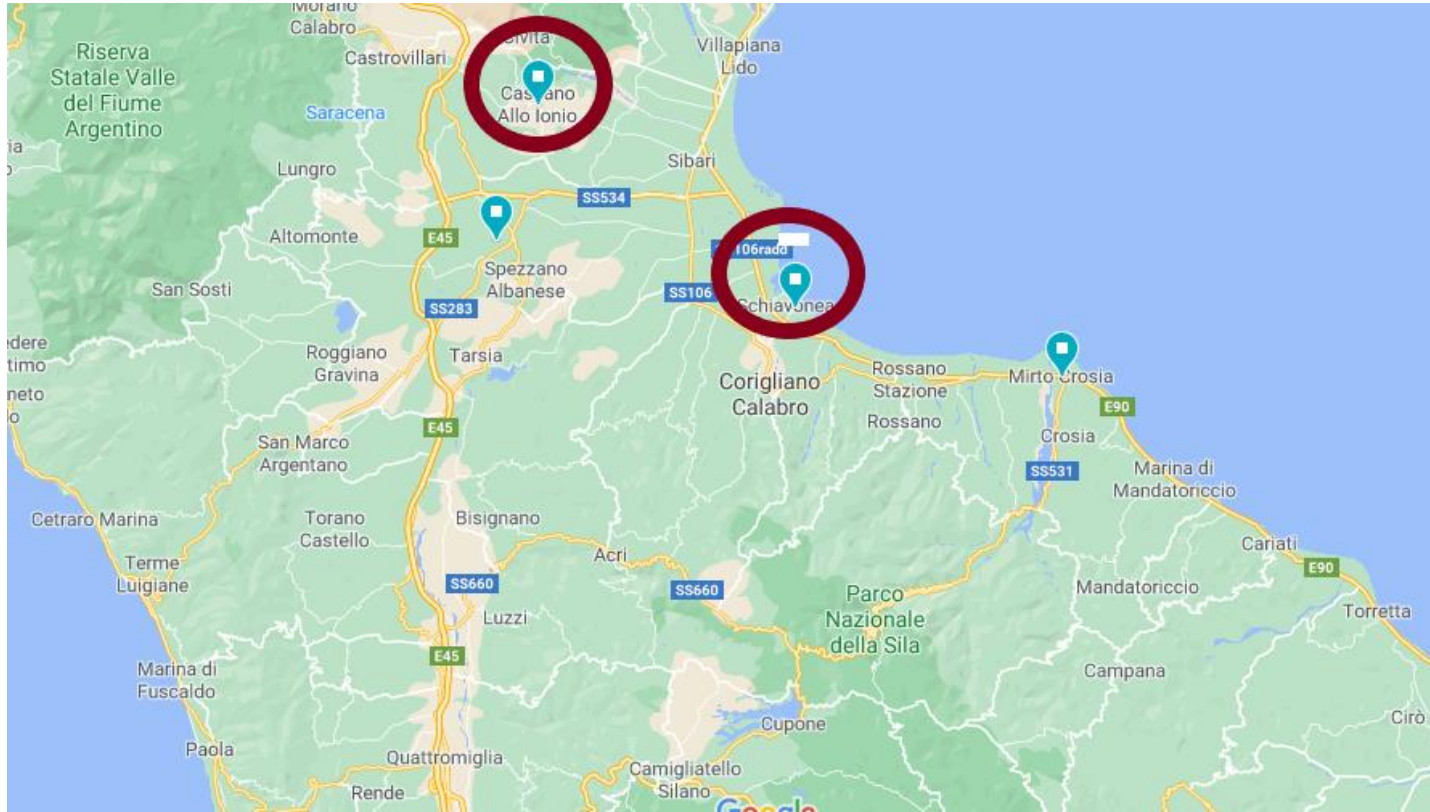 Morano
Calabro
Civita
Villapiana
Lido
Riserva
Statale Valle
del Fiume
Argentino
Castrovillari
Allo Ionio
Saracena
Sibari
Lungro
SS534
Altomonte
E45
106radd
Spezzano
Albanese
San Sosti
SS283
SS106
Schiavonea
Roggiano
Gravina
Tarsia
Corigliano
Calabro
Rossano
Stazione
Mirto Crosia
E90
Rossano
Crosia
E45
San Marco
Argentano
SS531
Marina di
Mandatoriccio
Cetraro Marina
Torano
Castello
Bisignano
Cariati
Acri
Terme
Luigiane
E90
SS660
SS660
Mandatoriccio
Parco
Nazionale
della Sila
Torretta
Luzzi
E45
Marina di
Fuscaldo
Campana
Cirò
Cupone
Paola
Quattromiglia
Camigliatello
Silano
Rende
Google